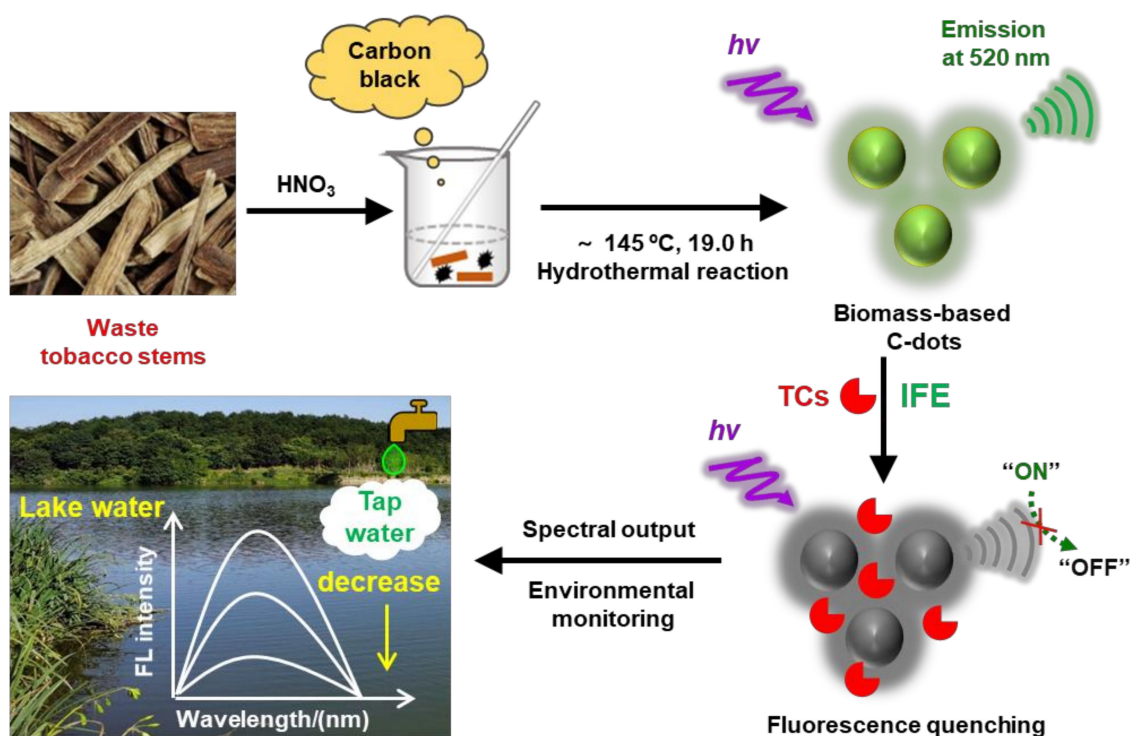 Carbon
black
HNO₃
Waste
tobacco stems
~ 145 ºC, 19.0 h
Hydrothermal reaction
hv
Emission
at 520 nm
Biomass-based
C-dots
TCs
IFE
hv
“ON”
“OFF”
Fluorescence quenching
Spectral output
Environmental
monitoring
Lake water
Tap
water
decrease
FL intensity
Wavelength/(nm)